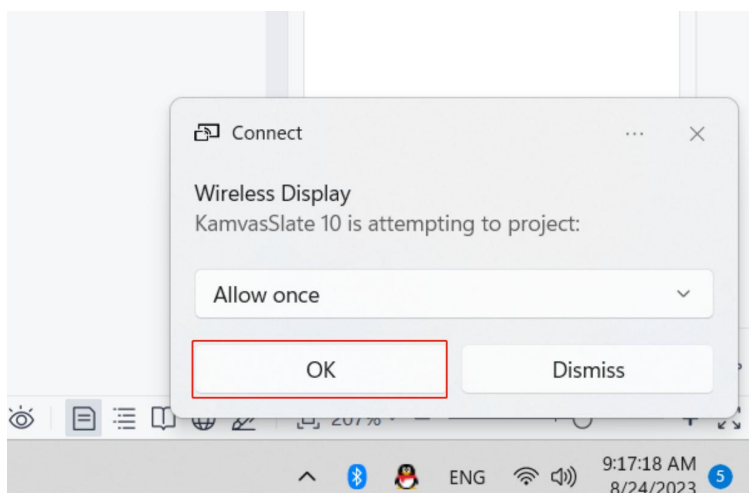 Connect
Wireless Display
KamvasSlate 10 is attempting to project:
Allow once
OK Dismiss
207%
ENG 9:17:18 AM
8/24/2023 5